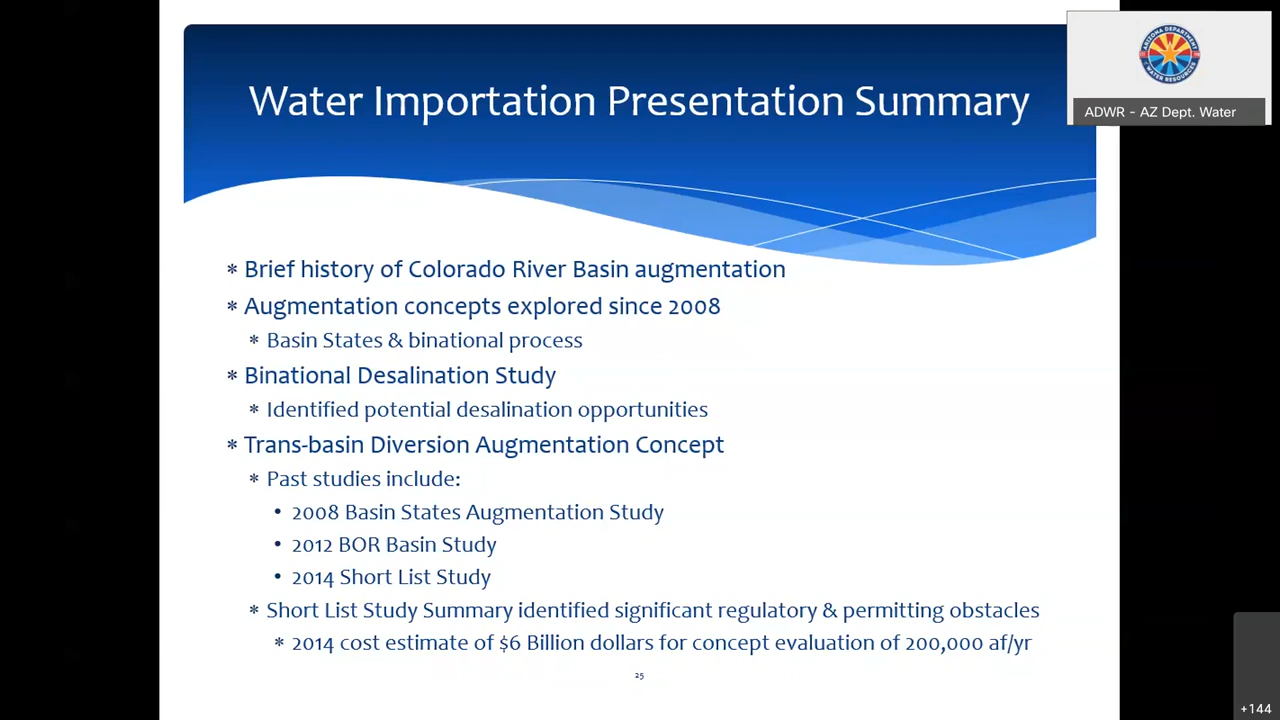 Water Importation Presentation Summary
ADWR - AZ Dept. Water
* Brief history of Colorado River Basin augmentation
* Augmentation concepts explored since 2008
* Basin States & binational process
* Binational Desalination Study
* Identified potential desalination opportunities
* Trans-basin Diversion Augmentation Concept
* Past studies include:
• 2008 Basin States Augmentation Study
• 2012 BOR Basin Study
• 2014 Short List Study
* Short List Study Summary identified significant regulatory & permitting obstacles
* 2014 cost estimate of $6 Billion dollars for concept evaluation of 200,000 af/yr
25
+144